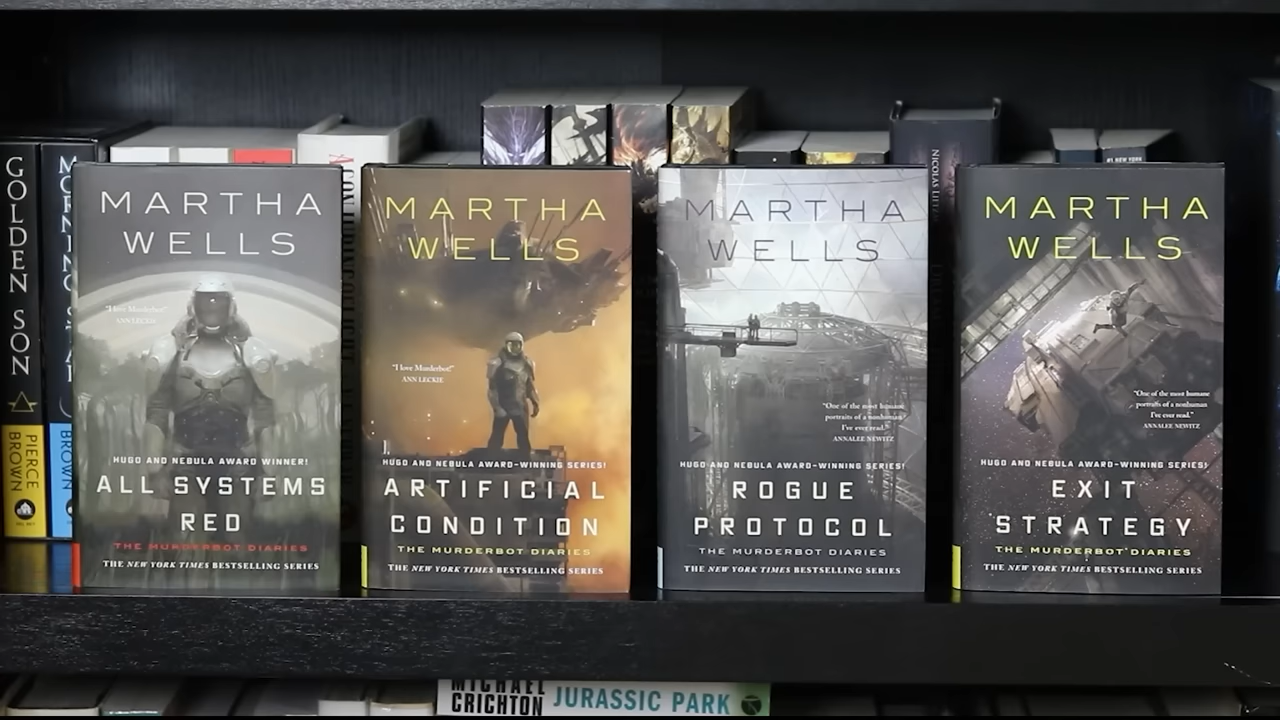 GOLDEN SON
PIERCE BROWN
BROWN
MARTHA
WELLS
"I love Murderbot!"
ANN LECKIE
HUGO AND NEBULA AWARD WINNER!
ALL SYSTEMS
RED
THE MURDERBOT DIARIES
THE NEW YORK TIMES BESTSELLING SERIES
MARTHA
WELLS
"I love Murderbot!"
ANN LECKIE
HUGO AND NEBULA AWARD-WINNING SERIES!
ARTIFICIAL
CONDITION
THE MURDERBOT DIARIES
THE NEW YORK TIMES BESTSELLING SERIES
MARTHA
WELLS
"One of the most humane
portraits of a nonhuman
I've ever read."
ANNALEE NEWITZ
HUGO AND NEBULA AWARD-WINNING SERIES!
ROGUE
PROTOCOL
THE MURDERBOT DIARIES
THE NEW YORK TIMES BESTSELLING SERIES
NICOLAS
#1 NEW YORK
MARTHA
WELLS
"One of the most humane
portraits of a nonhuman
I've ever read."
ANNALEE NEWITZ
HUGO AND NEBULA AWARD-WINNING SERIES!
EXIT
STRATEGY
THE MURDERBOT DIARIES
THE NEW YORK TIMES BESTSELLING SERIES
MICHAEL
CRICHTON
JURASSIC PARK